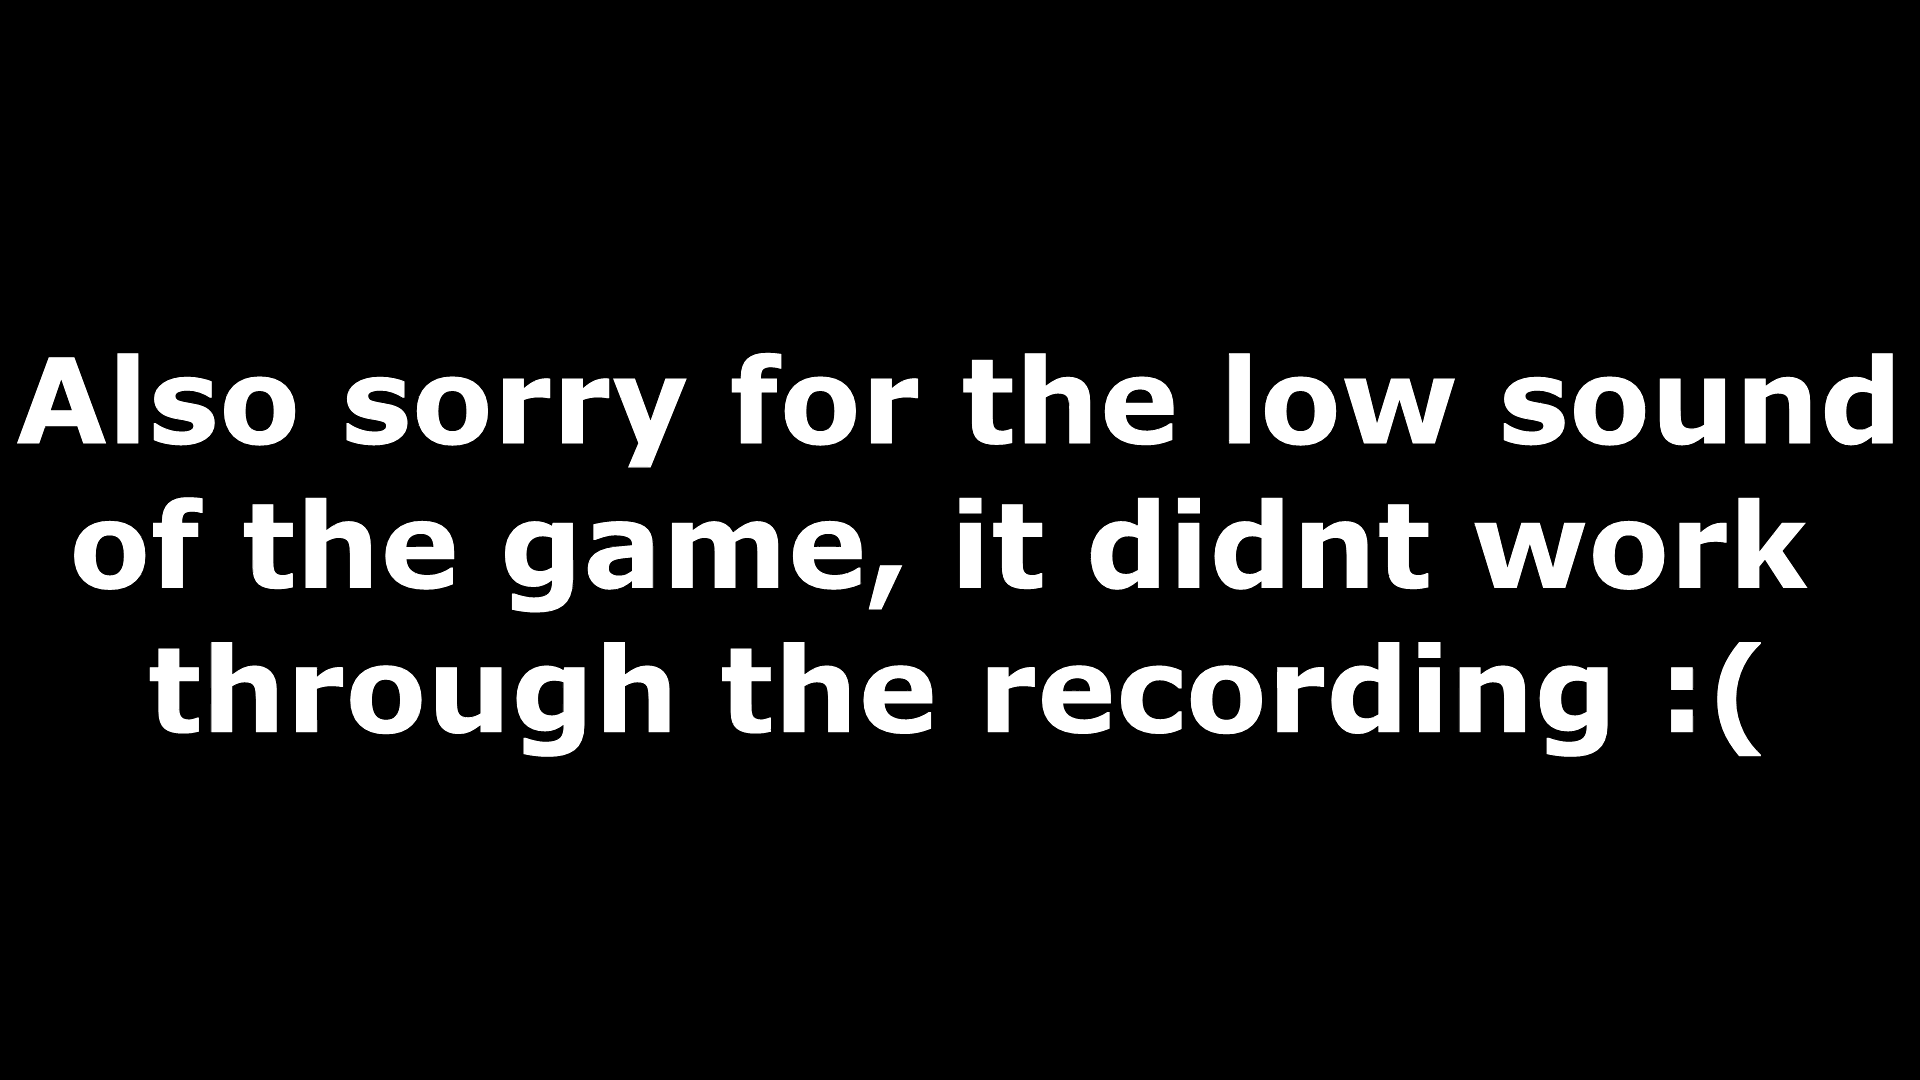 Also sorry for the low sound
of the game, it didnt work
through the recording :(